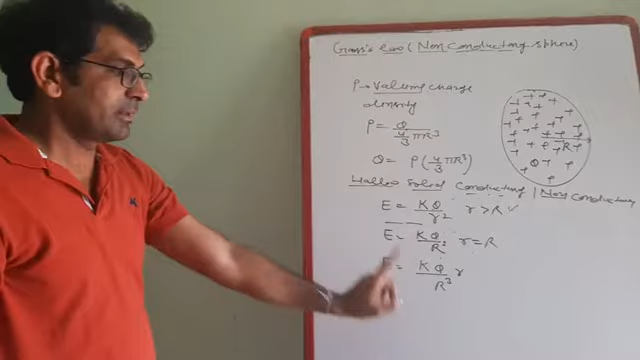 Gauss's law (Non Conducting sphere)
ρ → Volume charge
density
ρ = Q / (4/3 πR³)
Q = ρ(4/3 πR³)
R
Q
Solid Conducting / Non Conducting
E = KQ/r² r > R ✓
E = KQ/R² r = R
E = KQ/R³ r